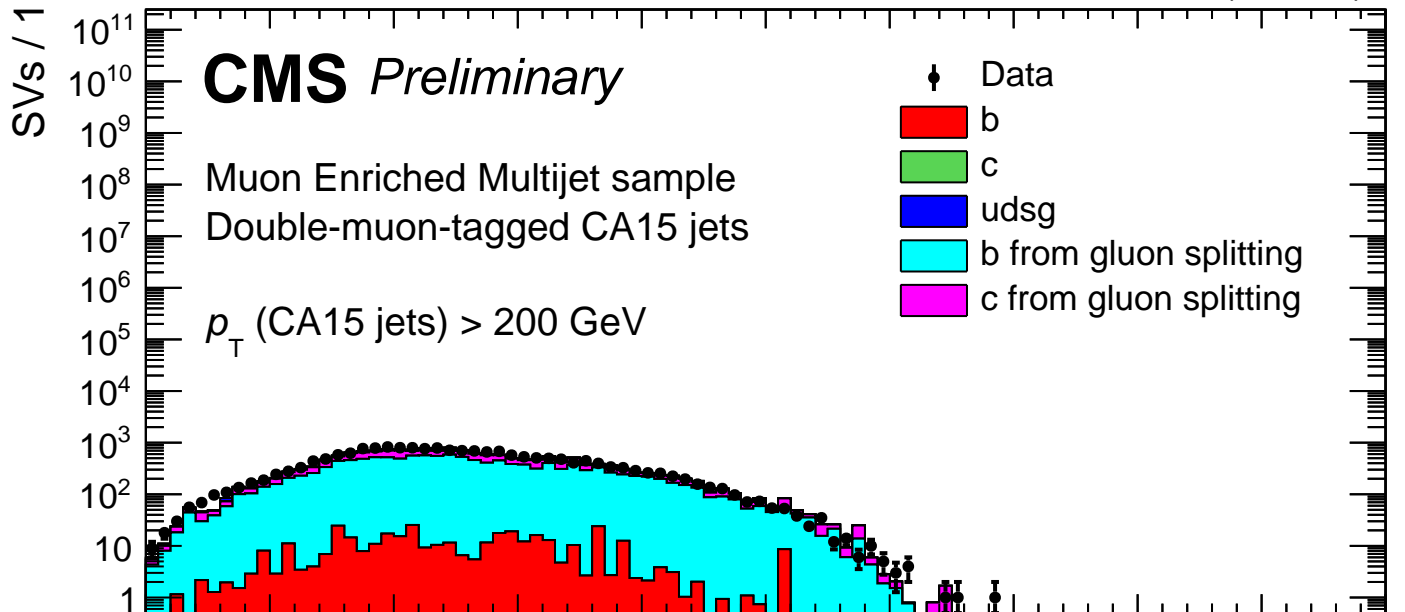 SVs / 1
10^11
10^10
10^9
10^8
10^7
10^6
10^5
10^4
10^3
10^2
10
1
CMS Preliminary
Muon Enriched Multijet sample
Double-muon-tagged CA15 jets
p_T (CA15 jets) > 200 GeV
Data
b
c
udsg
b from gluon splitting
c from gluon splitting